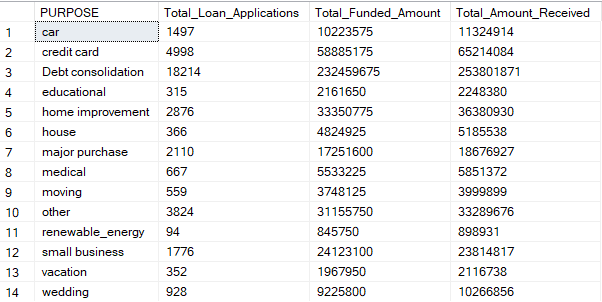 PURPOSE Total_Loan_Applications Total_Funded_Amount Total_Amount_Received
1 car 1497 10223575 11324914
2 credit card 4998 58885175 65214084
3 Debt consolidation 18214 232459675 253801871
4 educational 315 2161650 2248380
5 home improvement 2876 33350775 36380930
6 house 366 4824925 5185538
7 major purchase 2110 17251600 18676927
8 medical 667 5533225 5851372
9 moving 559 3748125 3999899
10 other 3824 31155750 33289676
11 renewable_energy 94 845750 898931
12 small business 1776 24123100 23814817
13 vacation 352 1967950 2116738
14 wedding 928 9225800 10266856